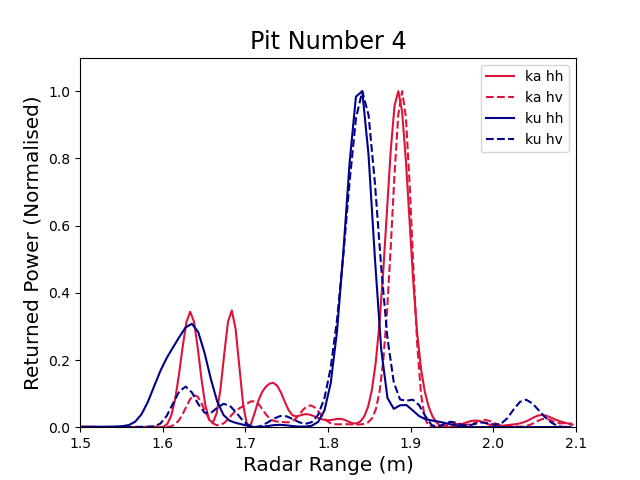 Pit Number 4
ka hh
ka hv
ku hh
ku hv
Returned Power (Normalised)
1.0
0.8
0.6
0.4
0.2
0.0
1.5 1.6 1.7 1.8 1.9 2.0 2.1
Radar Range (m)